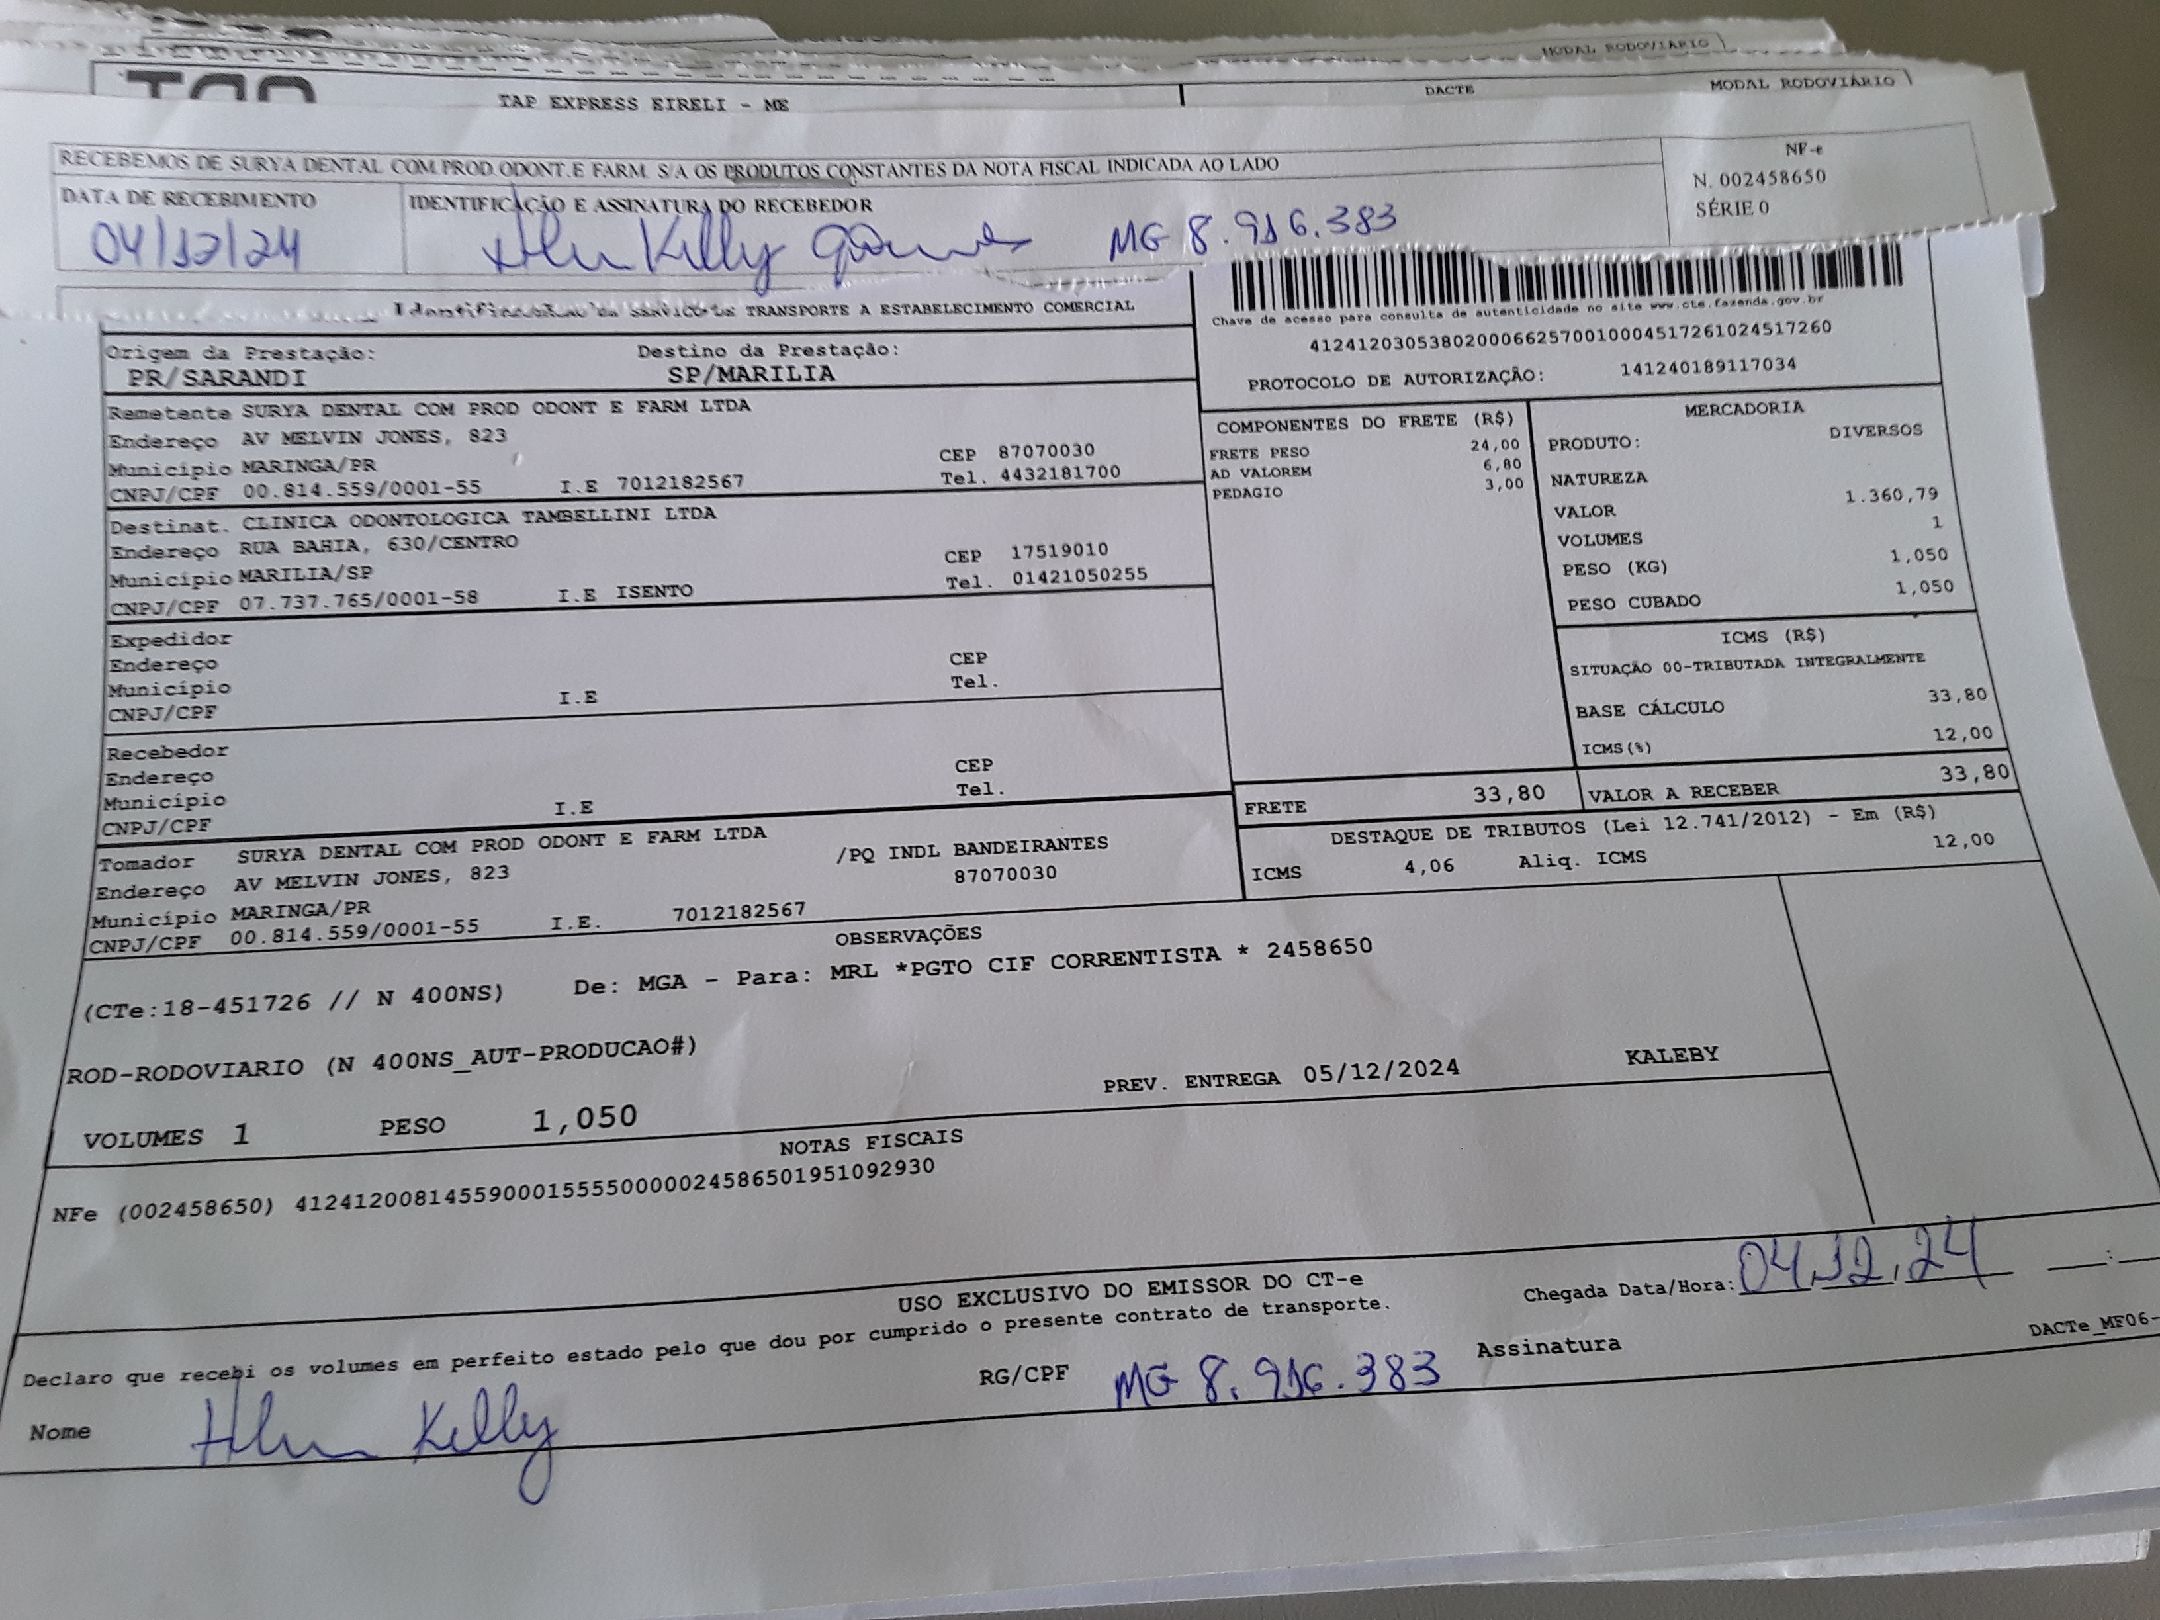 MODAL RODOVIÁRIO
TAP EXPRESS EIRELI - ME
DACTE
MODAL RODOVIÁRIO
RECEBEMOS DE SURYA DENTAL COM PROD.ODONT.E FARM. S/A OS PRODUTOS CONSTANTES DA NOTA FISCAL INDICADA AO LADO
NF-e
N. 002458650
SÉRIE 0
DATA DE RECEBIMENTO
04/12/24
IDENTIFICAÇÃO E ASSINATURA DO RECEBEDOR
Kelly MG 8.916.383
TRANSPORTE A ESTABELECIMENTO COMERCIAL
Chave de acesso para consulta de autenticidade no site www.cte.fazenda.gov.br
41241203053802000662570010004517261024517260
PROTOCOLO DE AUTORIZAÇÃO: 141240189117034
Origem da Prestação: Destino da Prestação:
PR/SARANDI SP/MARILIA
Remetente SURYA DENTAL COM PROD ODONT E FARM LTDA
Endereço AV MELVIN JONES, 823
Município MARINGA/PR CEP 87070030
CNPJ/CPF 00.814.559/0001-55 I.E 7012182567 Tel. 4432181700
Destinat. CLINICA ODONTOLOGICA TAMBELLINI LTDA
Endereço RUA BAHIA, 630/CENTRO
Município MARILIA/SP CEP 17519010
CNPJ/CPF 07.737.765/0001-58 I.E ISENTO Tel. 01421050255
Expedidor
Endereço
Município CEP
CNPJ/CPF I.E Tel.
Recebedor
Endereço
Município CEP
CNPJ/CPF I.E Tel.
Tomador SURYA DENTAL COM PROD ODONT E FARM LTDA
Endereço AV MELVIN JONES, 823 /PQ INDL BANDEIRANTES
Município MARINGA/PR 87070030
CNPJ/CPF 00.814.559/0001-55 I.E. 7012182567
COMPONENTES DO FRETE (R$)
FRETE PESO 24,00
AD VALOREM 6,80
PEDAGIO 3,00
MERCADORIA
PRODUTO: DIVERSOS
NATUREZA
VALOR 1.360,79
VOLUMES 1
PESO (KG) 1,050
PESO CUBADO 1,050
ICMS (R$)
SITUAÇÃO 00-TRIBUTADA INTEGRALMENTE
BASE CÁLCULO 33,80
ICMS(%) 12,00
FRETE 33,80 VALOR A RECEBER 33,80
DESTAQUE DE TRIBUTOS (Lei 12.741/2012) - Em (R$)
ICMS 4,06 Aliq. ICMS 12,00
OBSERVAÇÕES
(CTe:18-451726 // N 400NS) De: MGA - Para: MRL *PGTO CIF CORRENTISTA * 2458650
ROD-RODOVIARIO (N 400NS_AUT-PRODUCAO#)
PREV. ENTREGA 05/12/2024 KALEBY
VOLUMES 1 PESO 1,050
NOTAS FISCAIS
NFe (002458650) 41241200814559000155550000024586501951092930
USO EXCLUSIVO DO EMISSOR DO CT-e
Declaro que recebi os volumes em perfeito estado pelo que dou por cumprido o presente contrato de transporte.
Chegada Data/Hora: 04.12.24 :
Nome Kelly RG/CPF MG 8.916.383 Assinatura
DACTe_MF06-